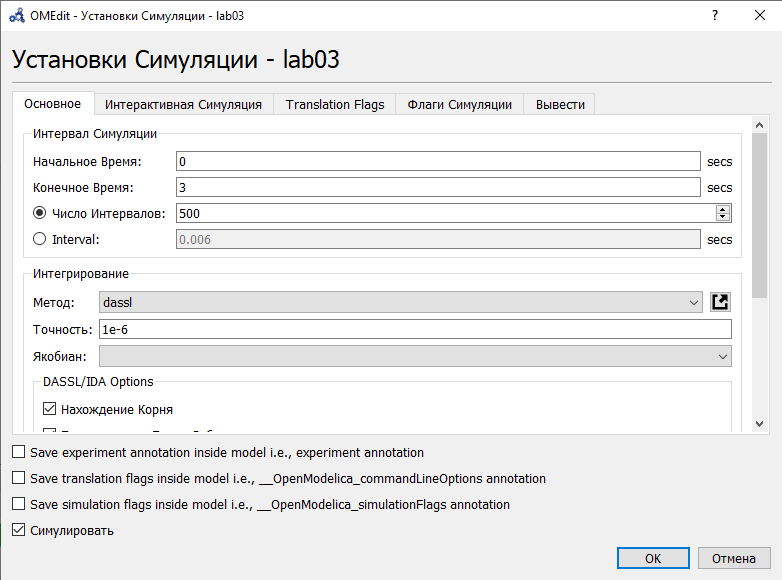 OMEdit - Установки Симуляции - lab03
Установки Симуляции - lab03
Основное Интерактивная Симуляция Translation Flags Флаги Симуляции Вывести
Интервал Симуляции
Начальное Время: 0 secs
Конечное Время: 3 secs
Число Интервалов: 500
Interval: 0.006 secs
Интегрирование
Метод: dassl
Точность: 1e-6
Якобиан:
DASSL/IDA Options
Нахождение Корня
Save experiment annotation inside model i.e., experiment annotation
Save translation flags inside model i.e., __OpenModelica_commandLineOptions annotation
Save simulation flags inside model i.e., __OpenModelica_simulationFlags annotation
Симулировать
OK Отмена